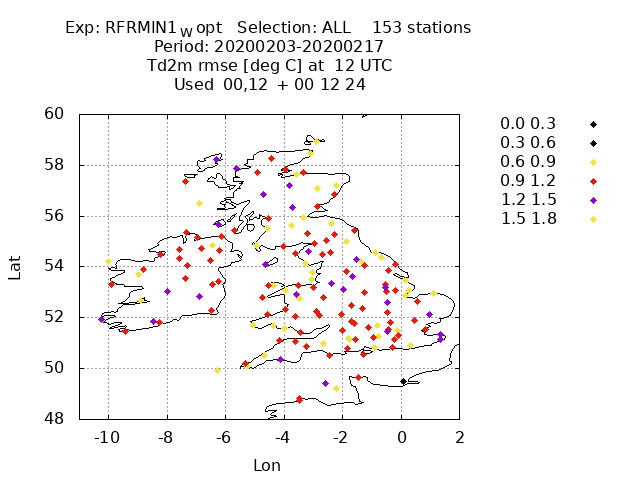 Exp: RFRMIN1wopt Selection: ALL 153 stations
Period: 20200203-20200217
Td2m rmse [deg C] at 12 UTC
Used 00,12 + 00 12 24
60
58
56
54
52
50
48
Lat
-10 -8 -6 -4 -2 0 2
Lon
0.0 0.3
0.3 0.6
0.6 0.9
0.9 1.2
1.2 1.5
1.5 1.8